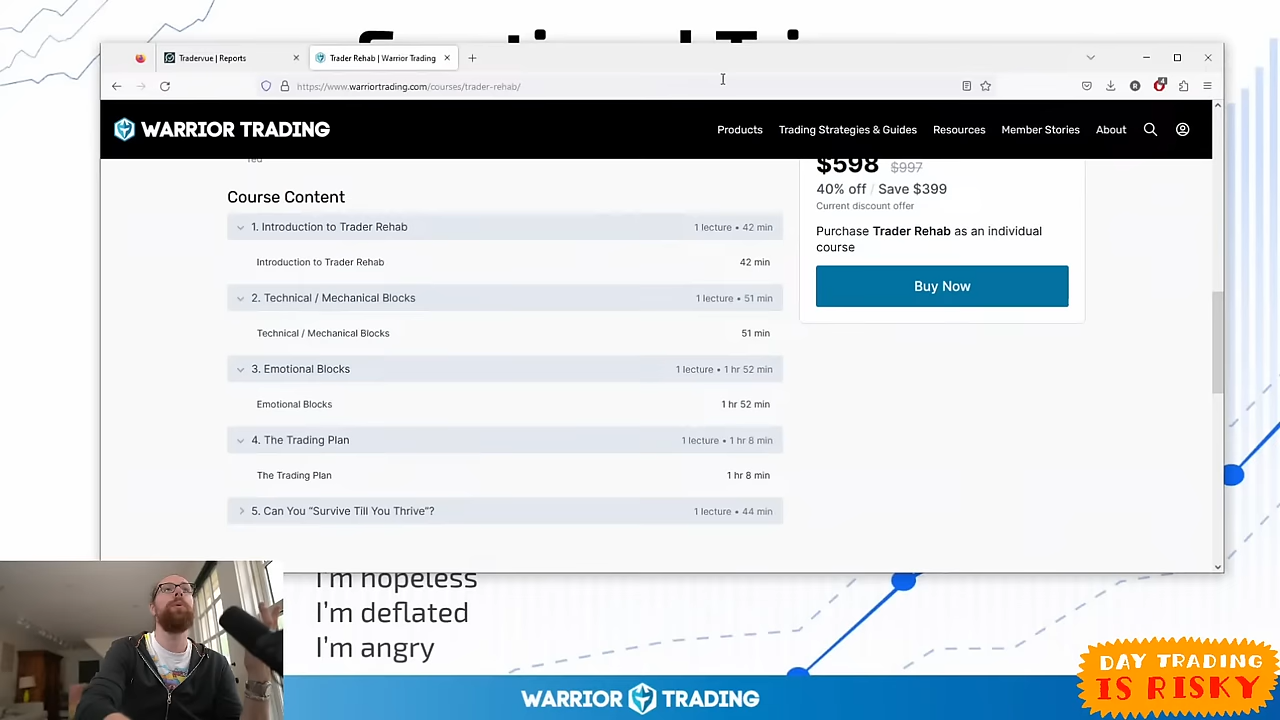 Tradervue | Reports
Trader Rehab | Warrior Trading
https://www.warriortrading.com/courses/trader-rehab/
4
WARRIOR TRADING
Products
Trading Strategies & Guides
Resources
Member Stories
About
$598 $997
40% off / Save $399
Current discount offer
Purchase Trader Rehab as an individual
course
Buy Now
Course Content
1. Introduction to Trader Rehab 1 lecture • 42 min
Introduction to Trader Rehab 42 min
2. Technical / Mechanical Blocks 1 lecture • 51 min
Technical / Mechanical Blocks 51 min
3. Emotional Blocks 1 lecture • 1 hr 52 min
Emotional Blocks 1 hr 52 min
4. The Trading Plan 1 lecture • 1 hr 8 min
The Trading Plan 1 hr 8 min
5. Can You “Survive Till You Thrive”? 1 lecture • 44 min
I'm hopeless
I'm deflated
I'm angry
WARRIOR TRADING
DAY TRADING
IS RISKY